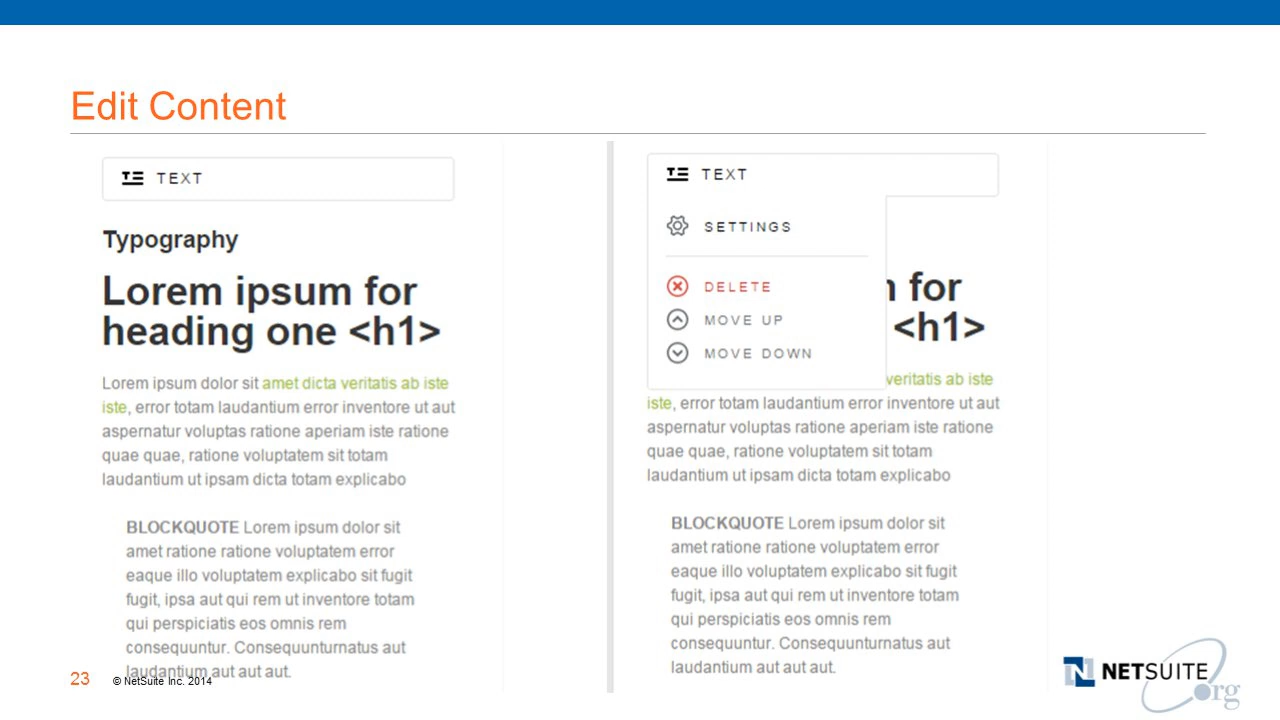 Edit Content
TEXT
Typography
Lorem ipsum for
heading one <h1>
Lorem ipsum dolor sit amet dicta veritatis ab iste
iste, error totam laudantium error inventore ut aut
aspernatur voluptas ratione aperiam iste ratione
quae quae, ratione voluptatem sit totam
laudantium ut ipsam dicta totam explicabo
BLOCKQUOTE Lorem ipsum dolor sit
amet ratione ratione voluptatem error
eaque illo voluptatem explicabo sit fugit
fugit, ipsa aut qui rem ut inventore totam
qui perspiciatis eos omnis rem
consequuntur. Consequunturnatus aut
laudantium aut aut aut.
TEXT
SETTINGS
DELETE
MOVE UP
MOVE DOWN
for
<h1>
veritatis ab iste
iste, error totam laudantium error inventore ut aut
aspernatur voluptas ratione aperiam iste ratione
quae quae, ratione voluptatem sit totam
laudantium ut ipsam dicta totam explicabo
BLOCKQUOTE Lorem ipsum dolor sit
amet ratione ratione voluptatem error
eaque illo voluptatem explicabo sit fugit
fugit, ipsa aut qui rem ut inventore totam
qui perspiciatis eos omnis rem
consequuntur. Consequunturnatus aut
laudantium aut aut aut.
23
© NetSuite Inc. 2014
NETSUITE
.org